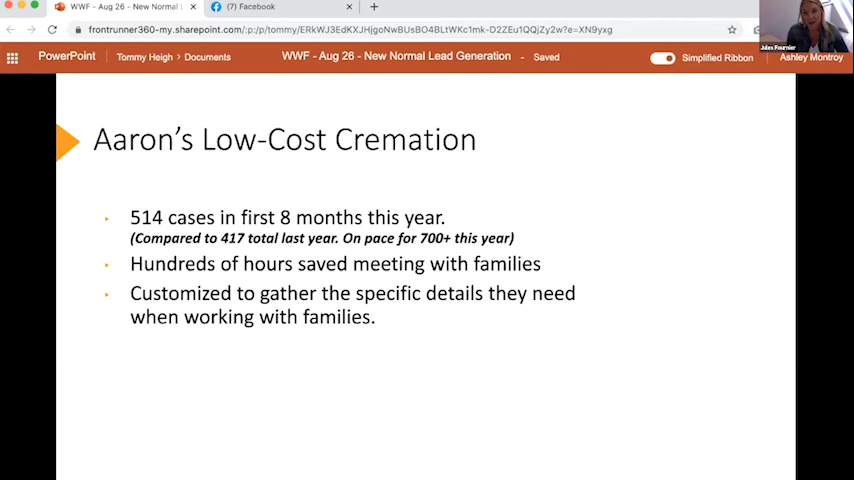 WWF - Aug 26 - New Normal L
(7) Facebook
frontrunner360-my.sharepoint.com/:p:/p/tommy/ERkWJ3EdKXJHjgoNwBUsBO4BLtWKc1mk-D2ZEu1QQjZy2w?e=XN9yxg
Jules Fournier
PowerPoint
Tommy Heigh > Documents
WWF - Aug 26 - New Normal Lead Generation - Saved
Simplified Ribbon
Ashley Montroy
Aaron's Low-Cost Cremation
514 cases in first 8 months this year.
(Compared to 417 total last year. On pace for 700+ this year)
Hundreds of hours saved meeting with families
Customized to gather the specific details they need
when working with families.